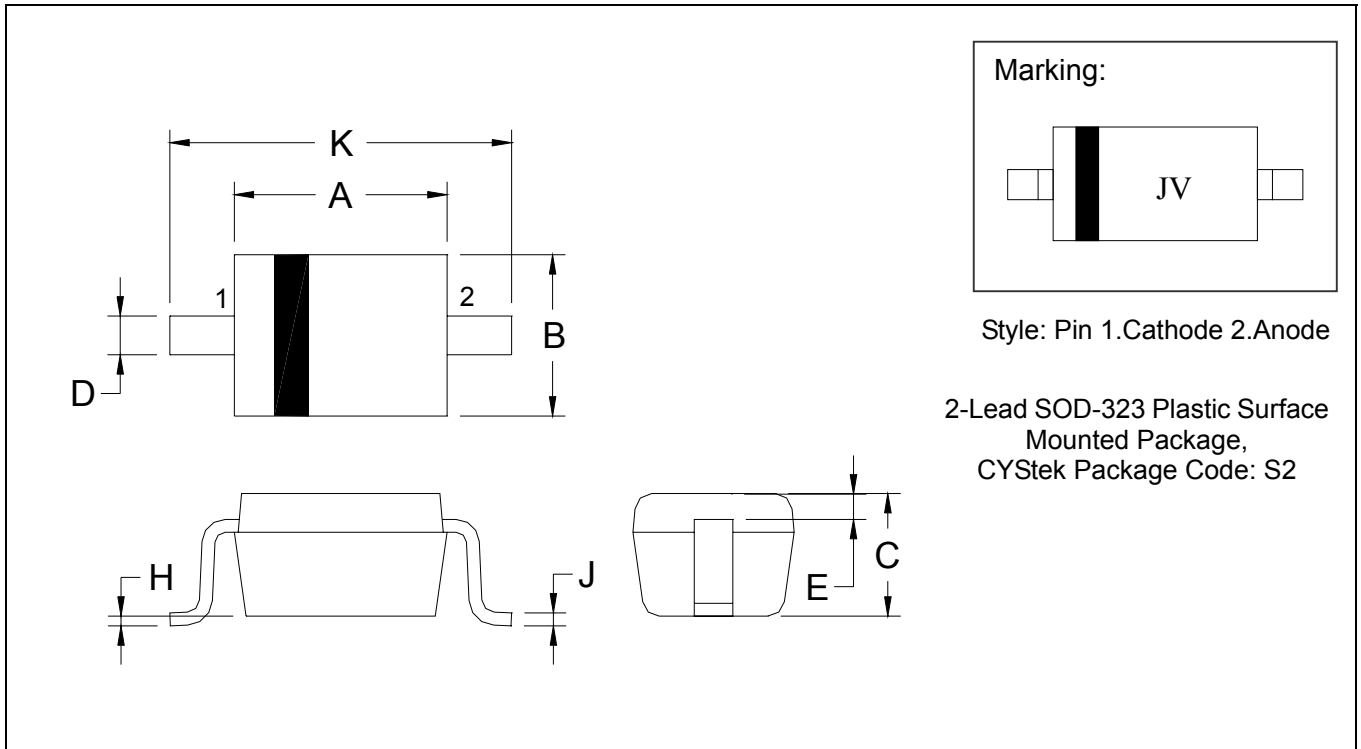 Marking:
JV
Style: Pin 1.Cathode 2.Anode
2-Lead SOD-323 Plastic Surface
Mounted Package,
CYStek Package Code: S2
K
A
1
2
B
D
H
J
E
C